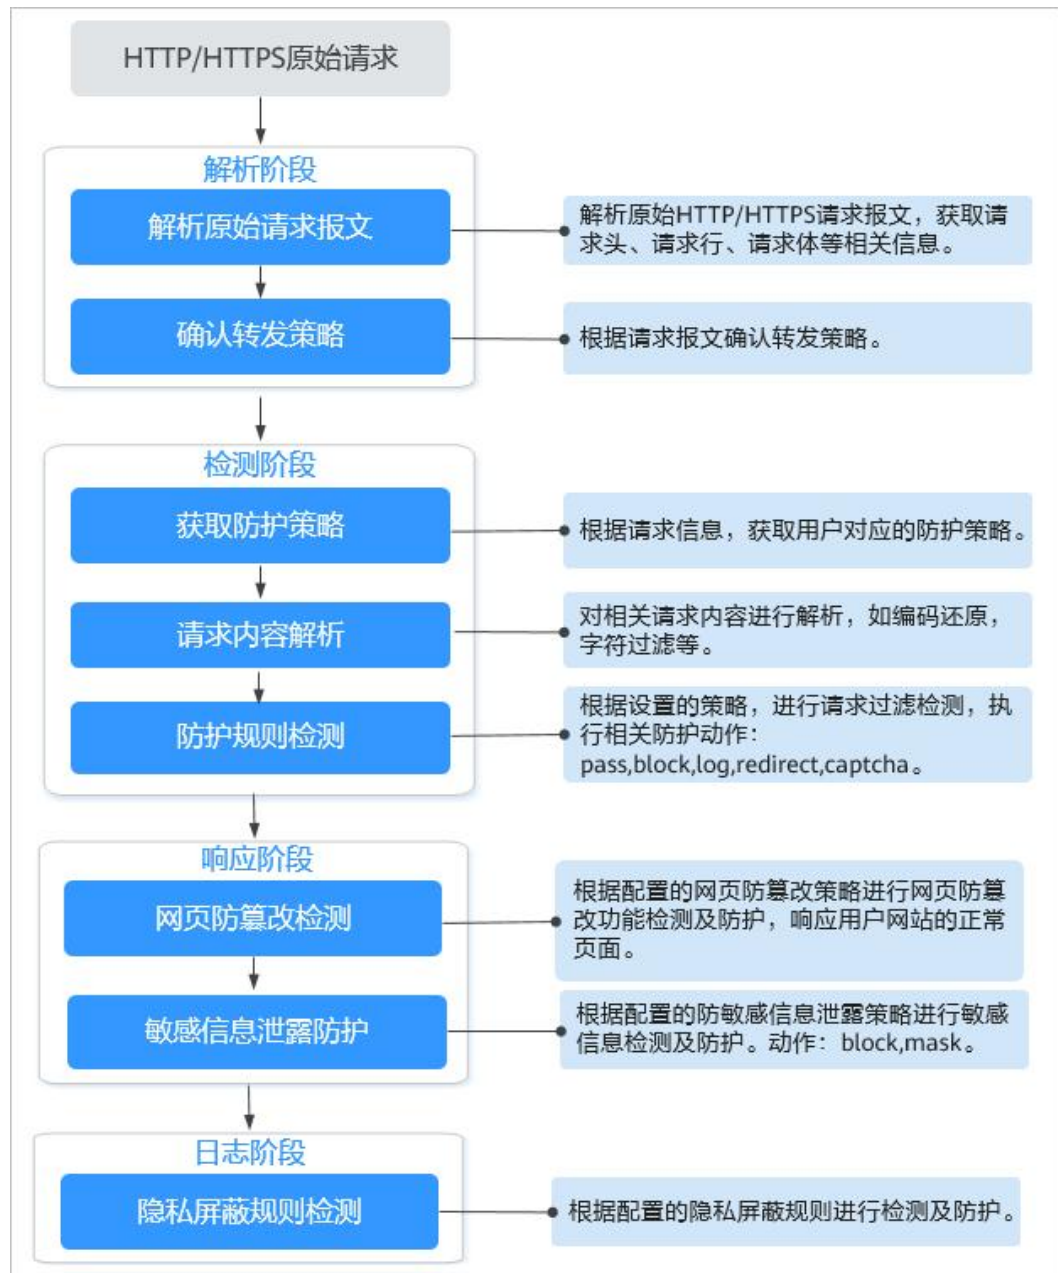 HTTP/HTTPS原始请求
解析阶段
解析原始请求报文
解析原始HTTP/HTTPS请求报文，获取请
求头、请求行、请求体等相关信息。
确认转发策略
根据请求报文确认转发策略。
检测阶段
获取防护策略
根据请求信息，获取用户对应的防护策略。
请求内容解析
对相关请求内容进行解析，如编码还原，
字符过滤等。
防护规则检测
根据设置的策略，进行请求过滤检测，执
行相关防护动作：
pass,block,log,redirect,captcha。
响应阶段
网页防篡改检测
根据配置的网页防篡改策略进行网页防篡
改功能检测及防护，响应用户网站的正常
页面。
敏感信息泄露防护
根据配置的防敏感信息泄露策略进行敏感
信息检测及防护。动作：block,mask。
日志阶段
隐私屏蔽规则检测
根据配置的隐私屏蔽规则进行检测及防护。